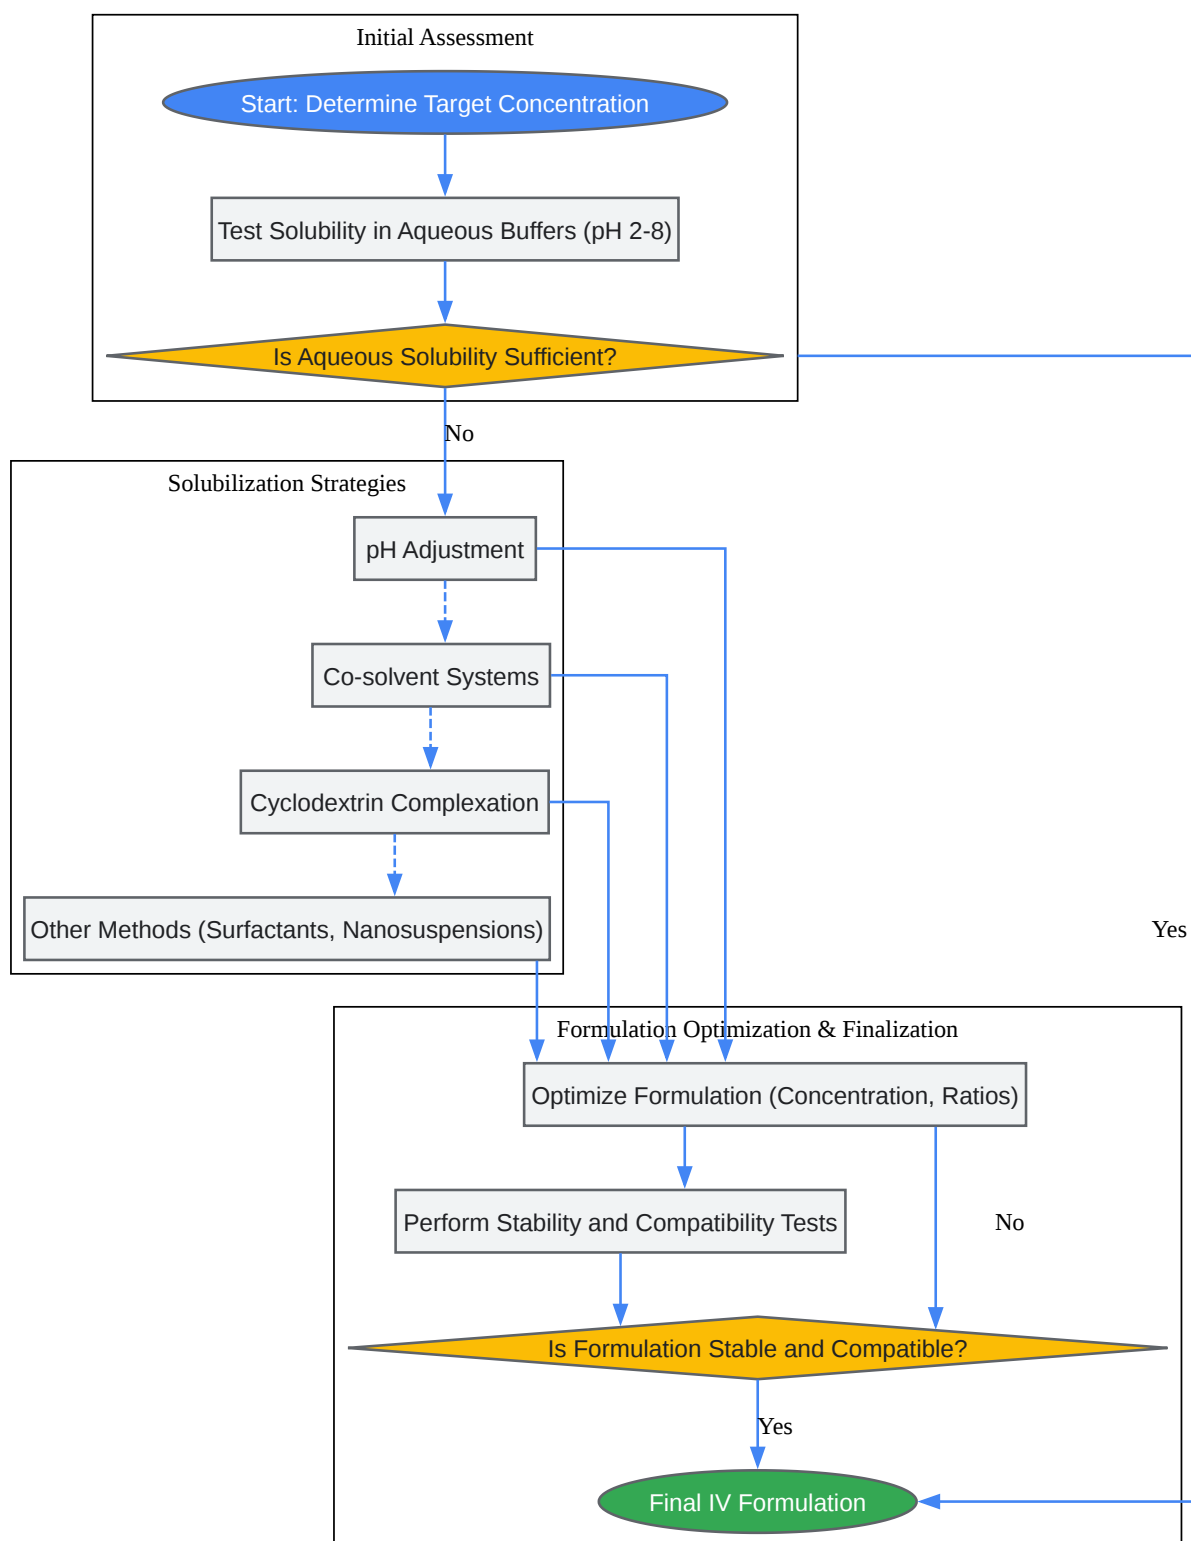 Initial Assessment
Start: Determine Target Concentration
Test Solubility in Aqueous Buffers (pH 2-8)
Is Aqueous Solubility Sufficient?
No
Solubilization Strategies
pH Adjustment
Co-solvent Systems
Cyclodextrin Complexation
Other Methods (Surfactants, Nanosuspensions)
Yes
Formulation Optimization & Finalization
Optimize Formulation (Concentration, Ratios)
Perform Stability and Compatibility Tests
No
Is Formulation Stable and Compatible?
Yes
Final IV Formulation